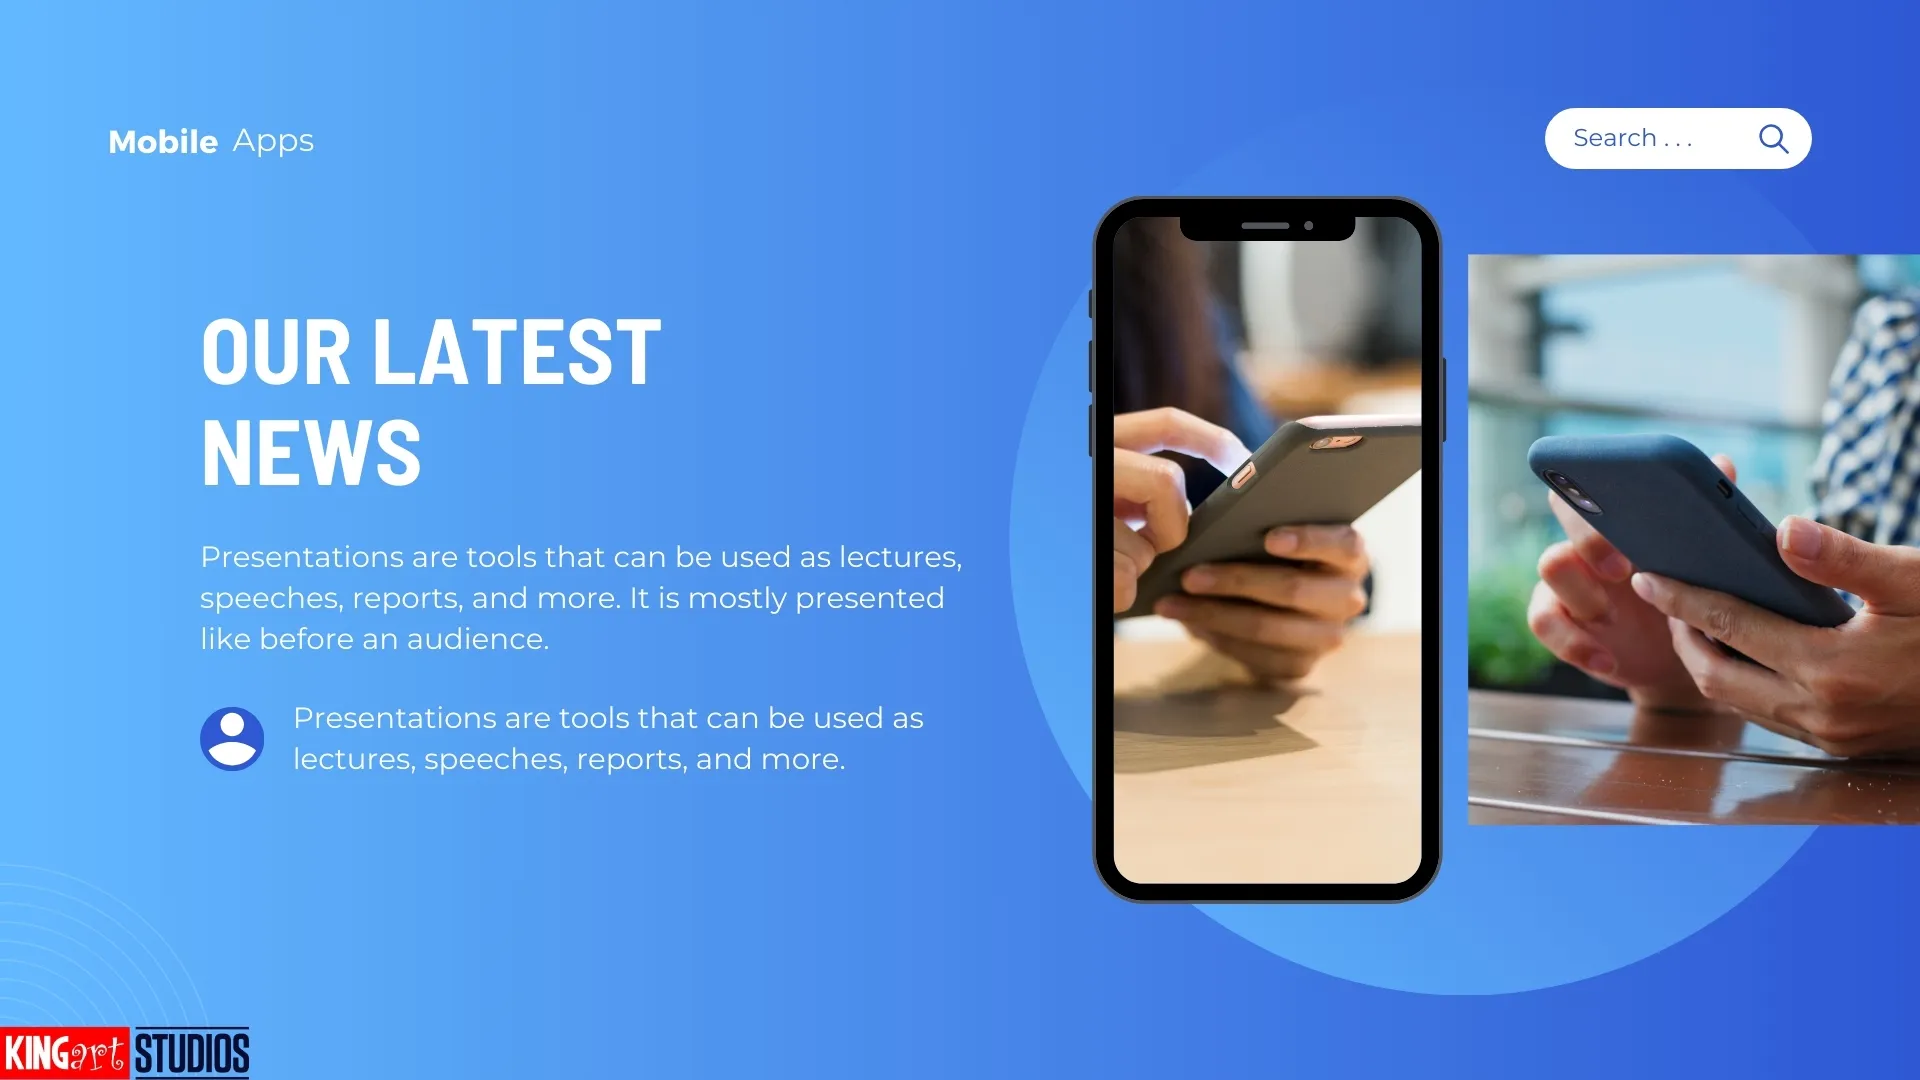 Mobile Apps
Search . . .
OUR LATEST
NEWS
Presentations are tools that can be used as lectures,
speeches, reports, and more. It is mostly presented
like before an audience.
Presentations are tools that can be used as
lectures, speeches, reports, and more.
KINGart STUDIOS